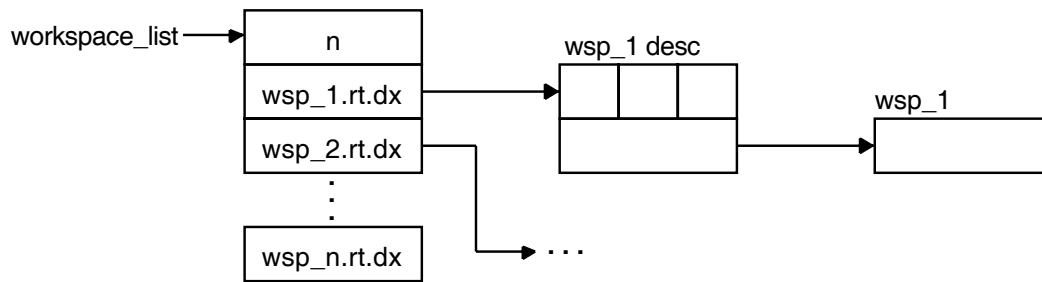 workspace_list
n
wsp_1.rt.dx
wsp_2.rt.dx
wsp_n.rt.dx
wsp_1 desc
wsp_1